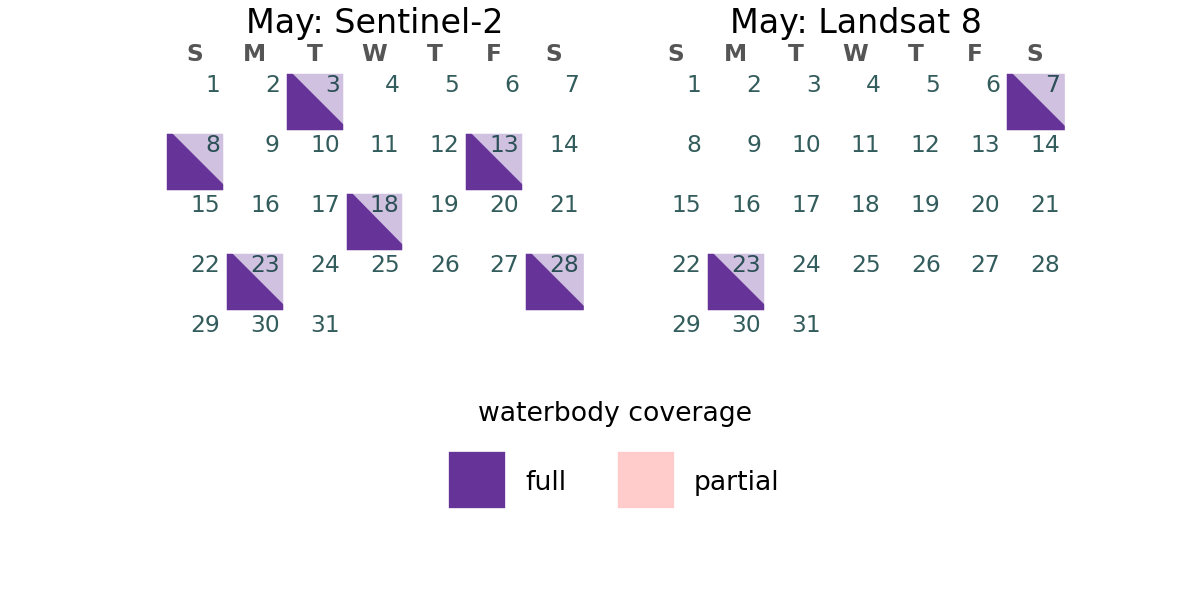 May: Sentinel-2
S M T W T F S
1 2 3 4 5 6 7
8 9 10 11 12 13 14
15 16 17 18 19 20 21
22 23 24 25 26 27 28
29 30 31
May: Landsat 8
S M T W T F S
1 2 3 4 5 6 7
8 9 10 11 12 13 14
15 16 17 18 19 20 21
22 23 24 25 26 27 28
29 30 31
waterbody coverage
full
partial